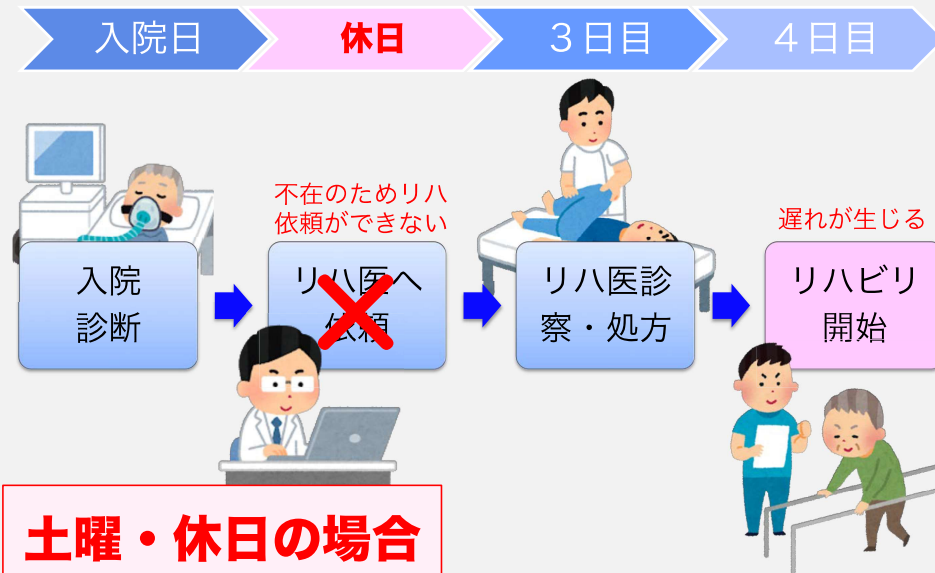 入院日
休日
３日目
４日目
不在のためリハ
依頼ができない
遅れが生じる
入院
診断
リハ医へ
依頼
リハ医診
察・処方
リハビリ
開始
土曜・休日の場合